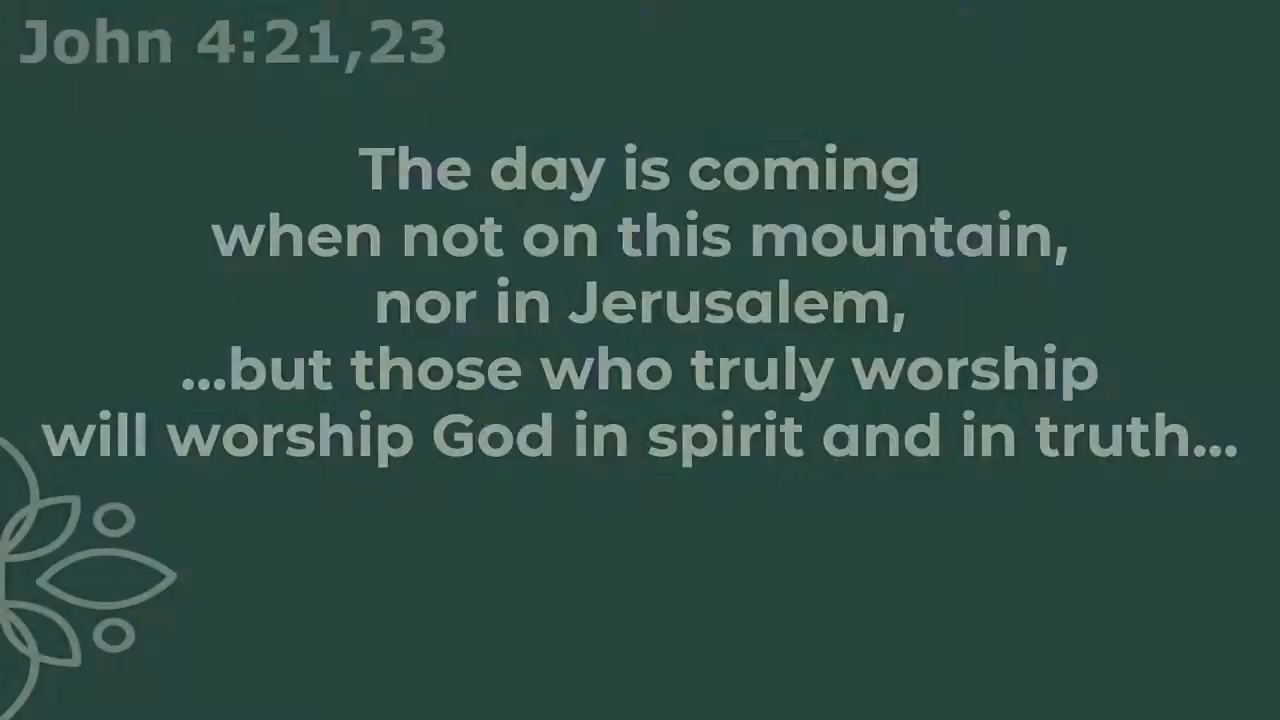 John 4:21,23
The day is coming
when not on this mountain,
nor in Jerusalem,
...but those who truly worship
will worship God in spirit and in truth...